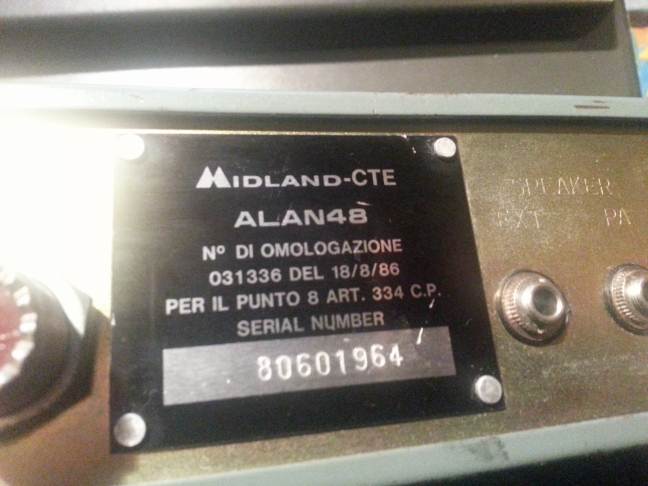 MIDLAND-CTE
ALAN48
Nº DI OMOLOGAZIONE
031336 DEL 18/8/86
PER IL PUNTO 8 ART. 334 C.P.
SERIAL NUMBER
80601964
SPEAKER
EXT PA